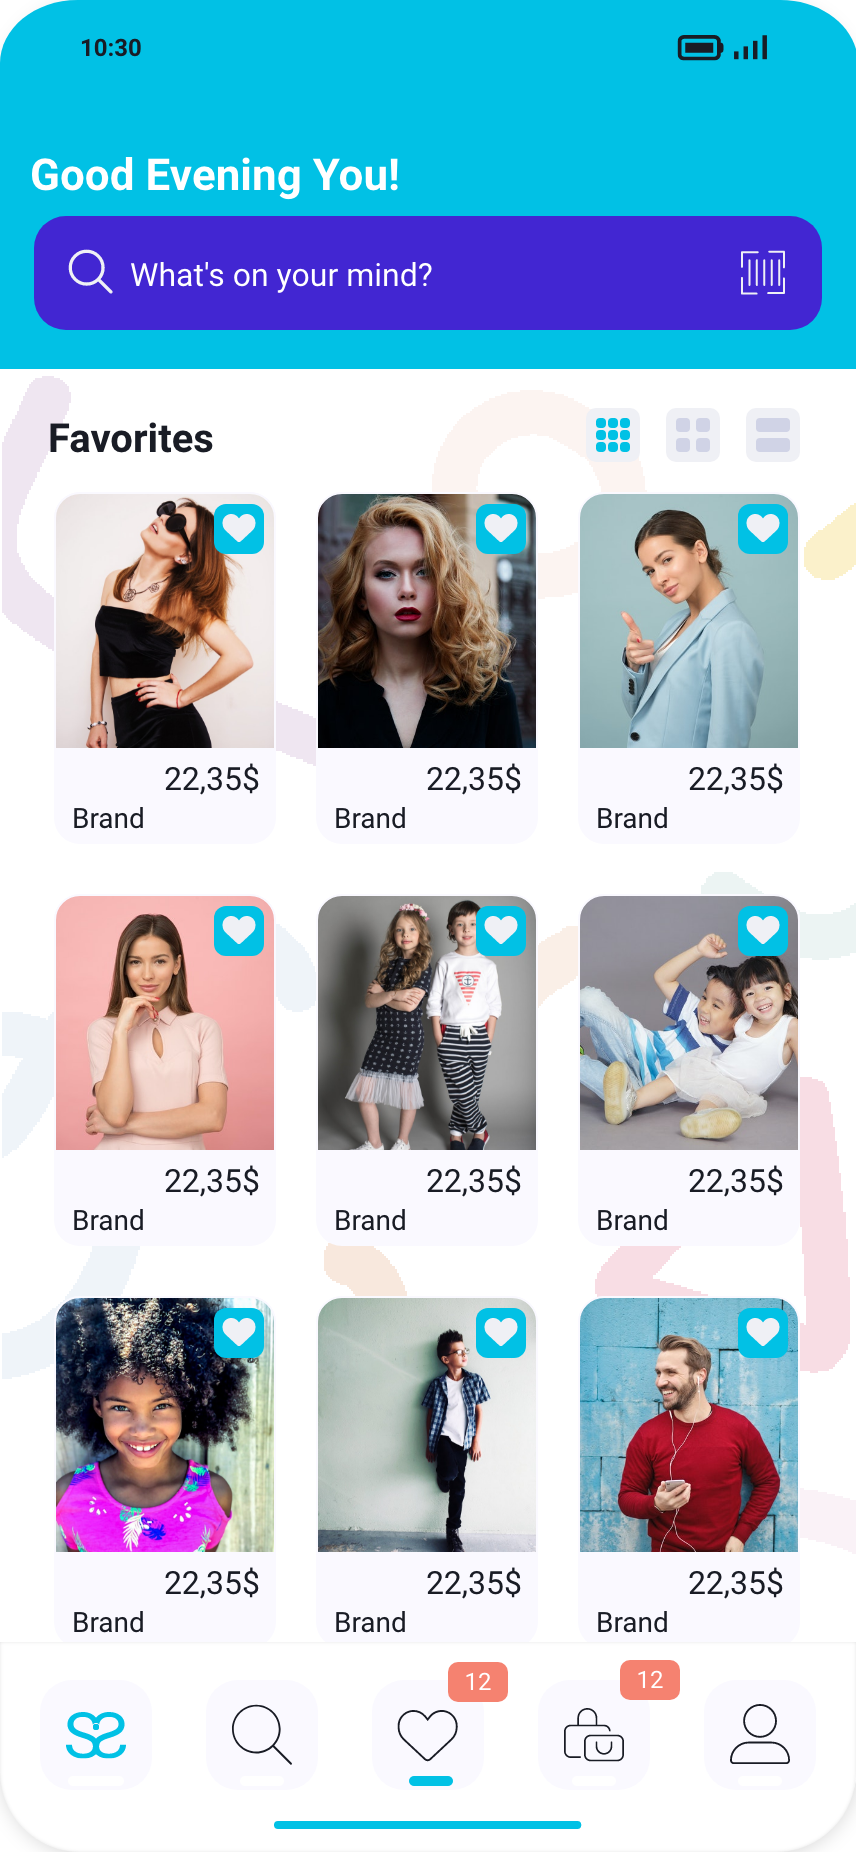 10:30
Good Evening You!
What's on your mind?
Favorites
22,35$ 22,35$ 22,35$
Brand Brand Brand
22,35$ 22,35$ 22,35$
Brand Brand Brand
22,35$ 22,35$ 22,35$
Brand Brand Brand
12 12